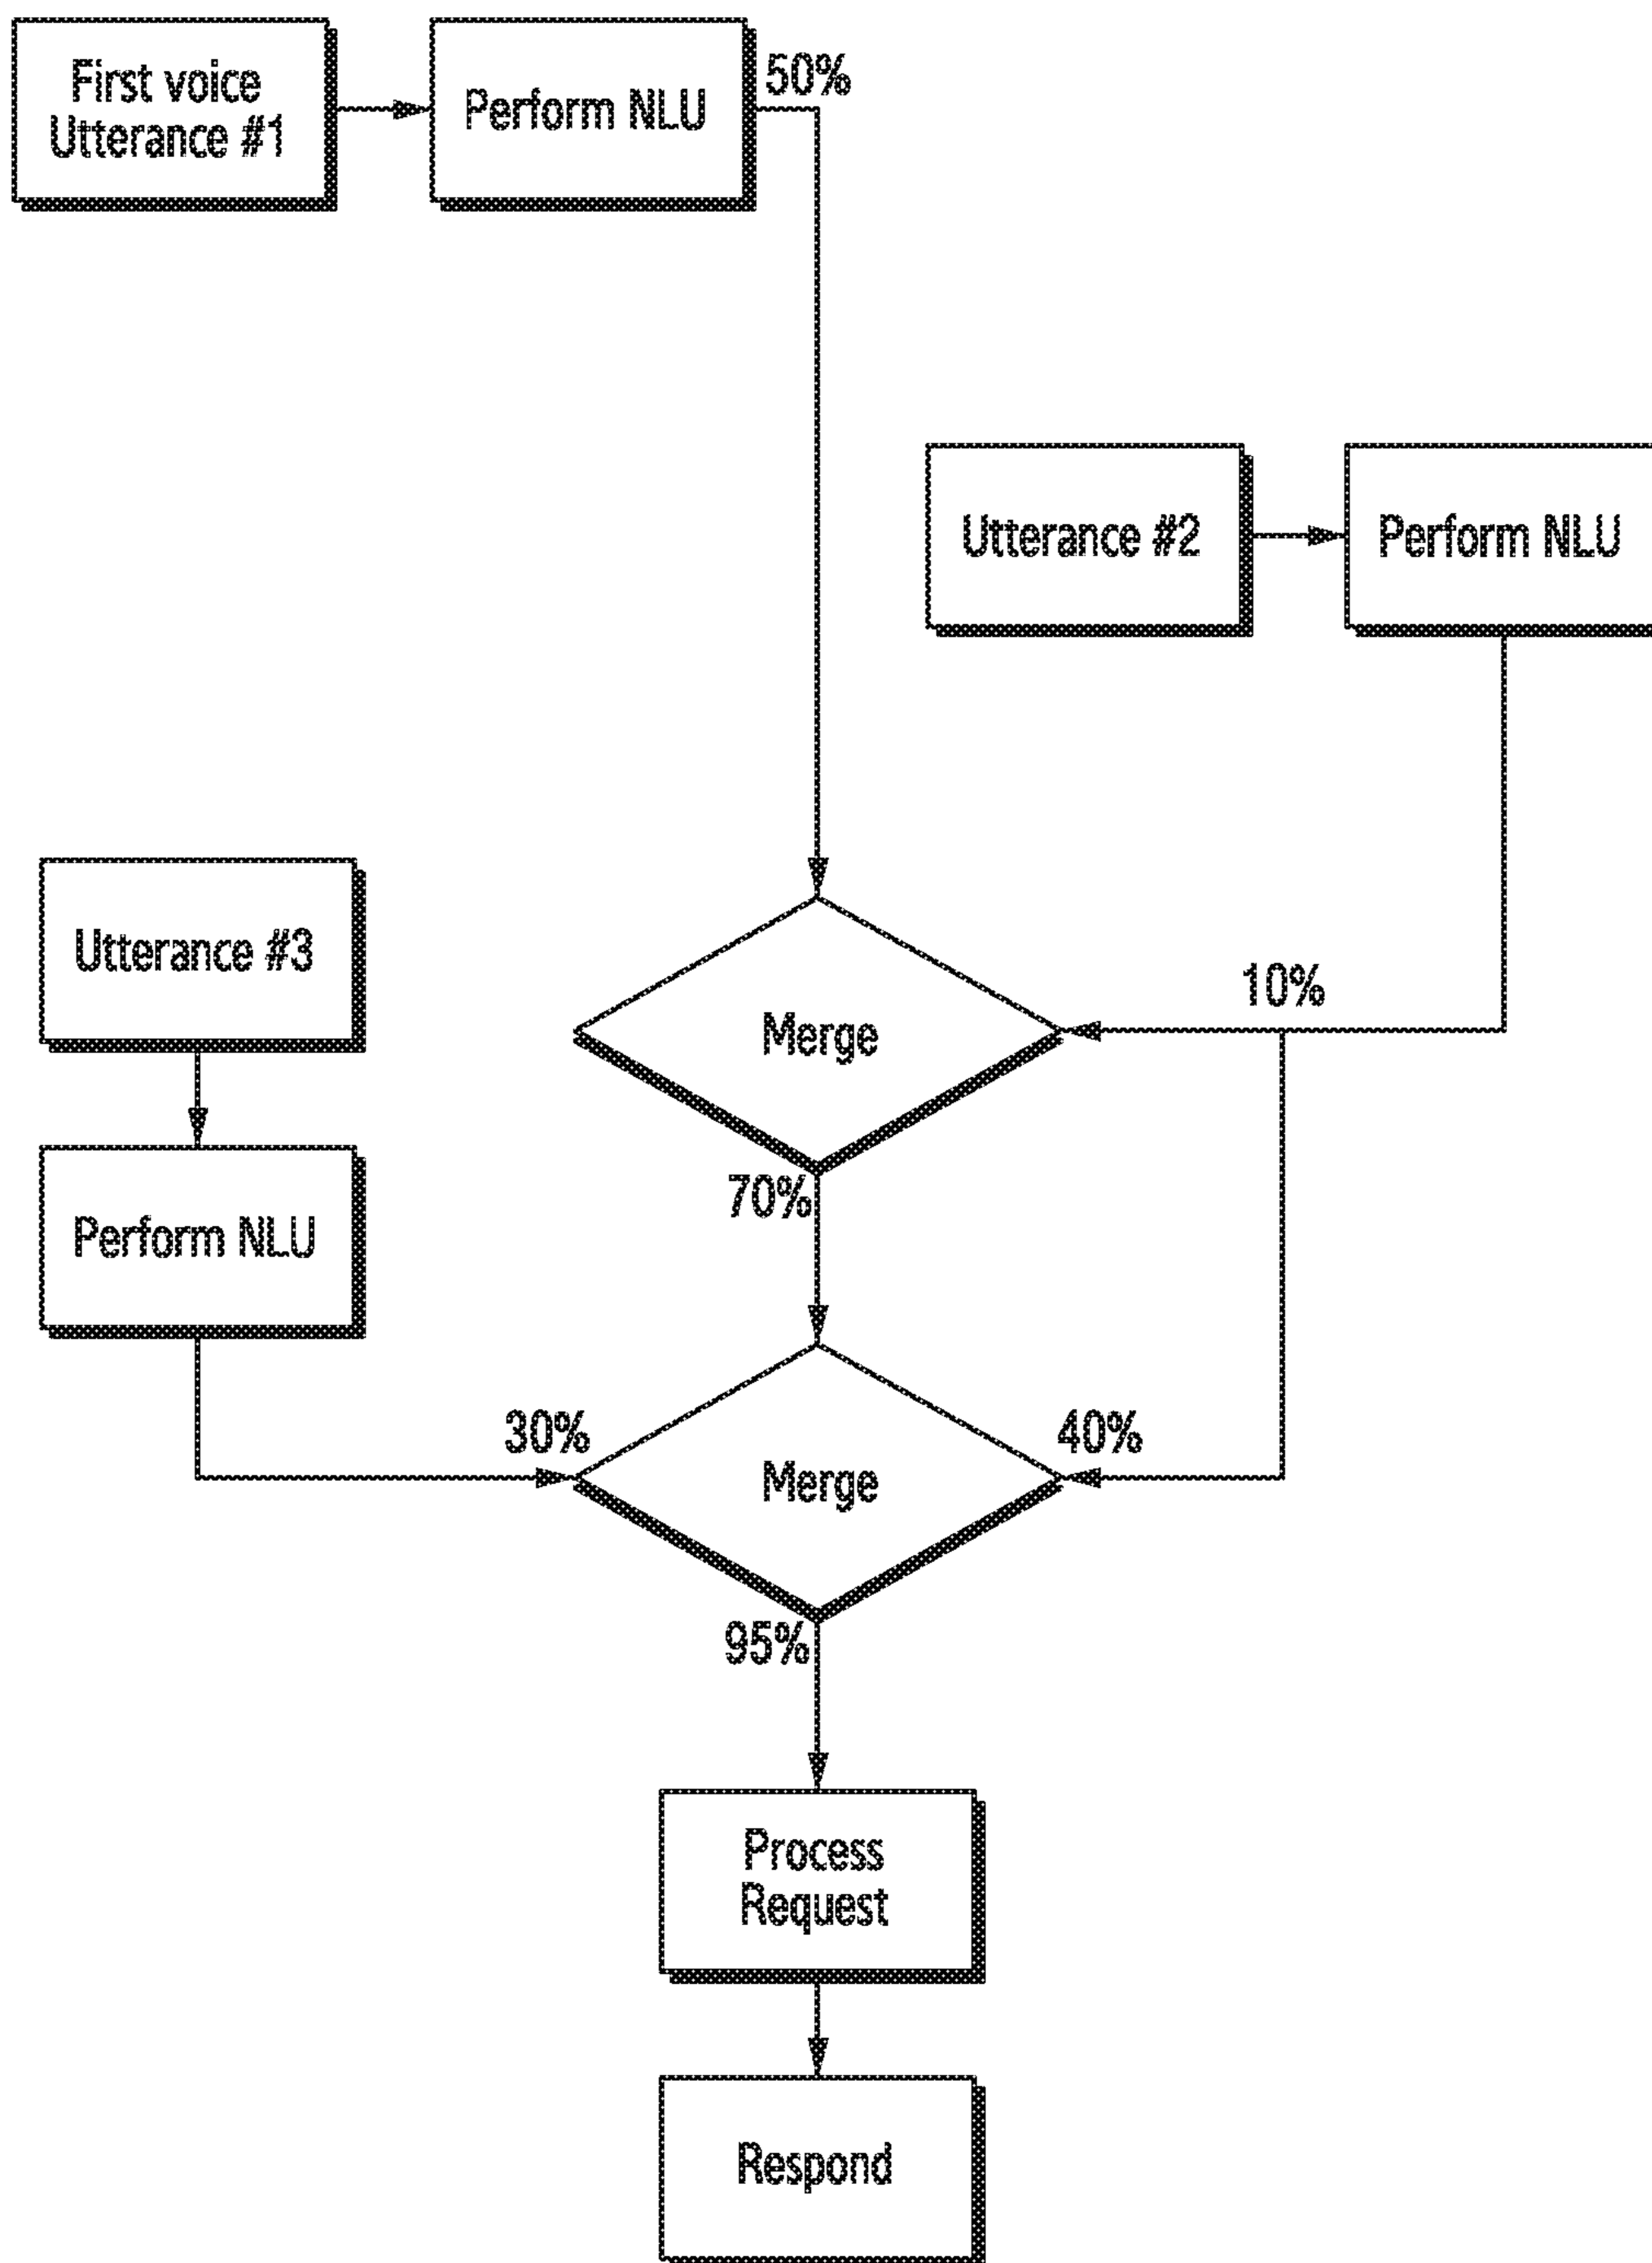 First voice
Utterance #1
Perform NLU
50%
Utterance #2
Perform NLU
Utterance #3
10%
Merge
70%
Perform NLU
30%
40%
Merge
95%
Process
Request
Respond